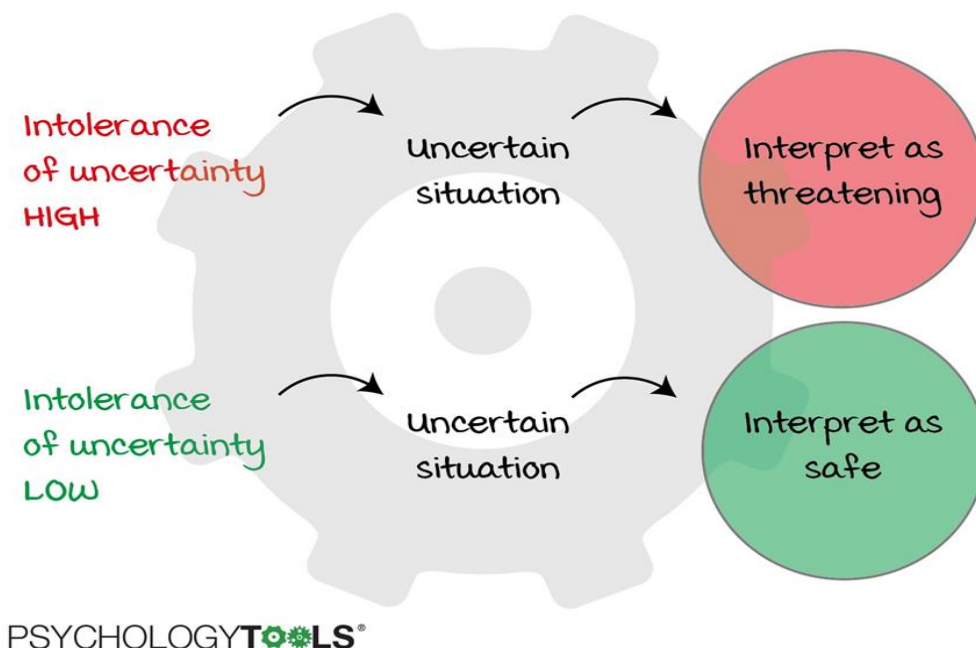 Intolerance
of uncertainty
HIGH
Uncertain
situation
Interpret as
threatening
Intolerance
of uncertainty
LOW
Uncertain
situation
Interpret as
safe
PSYCHOLOGYTOOLS®